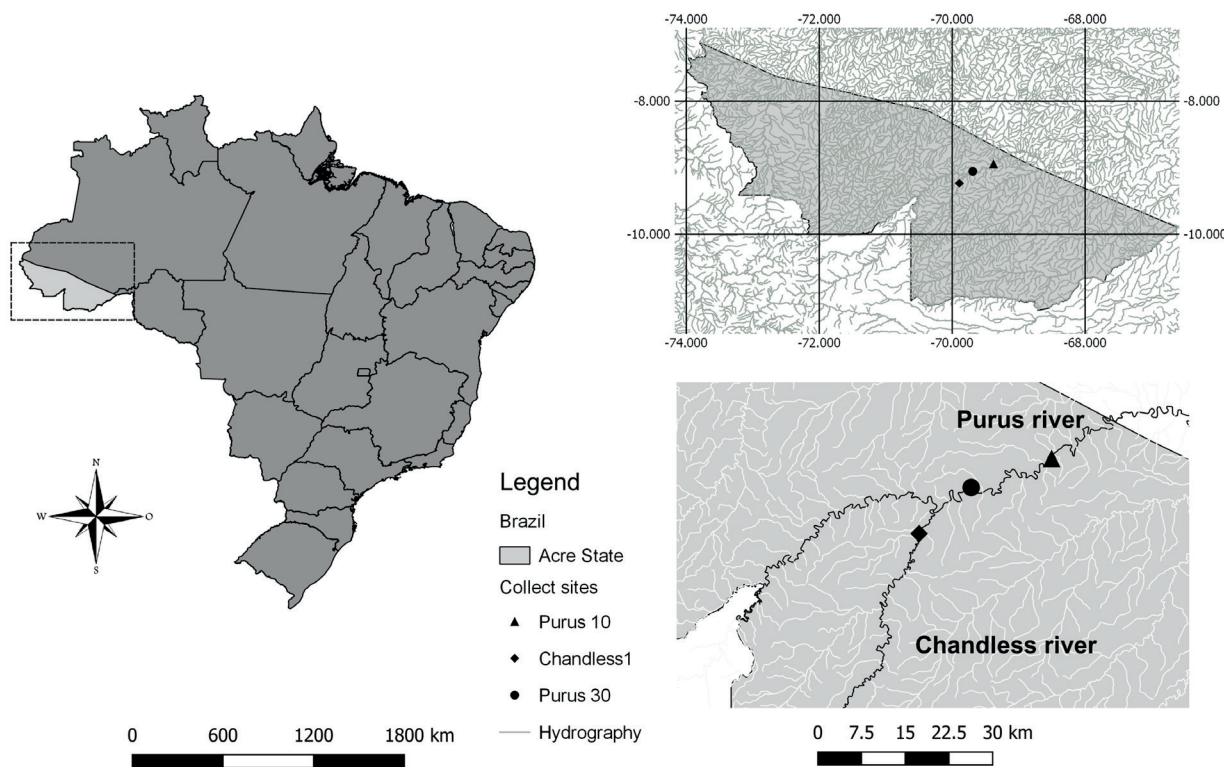 -74.000 -72.000 -70.000 -68.000
-8.000 -8.000
-10.000 -10.000
-74.000 -72.000 -70.000 -68.000
N
W O
S
Legend
Brazil
Acre State
Collect sites
Purus 10
Chandless1
Purus 30
Hydrography
0 600 1200 1800 km
Purus river
Chandless river
0 7.5 15 22.5 30 km